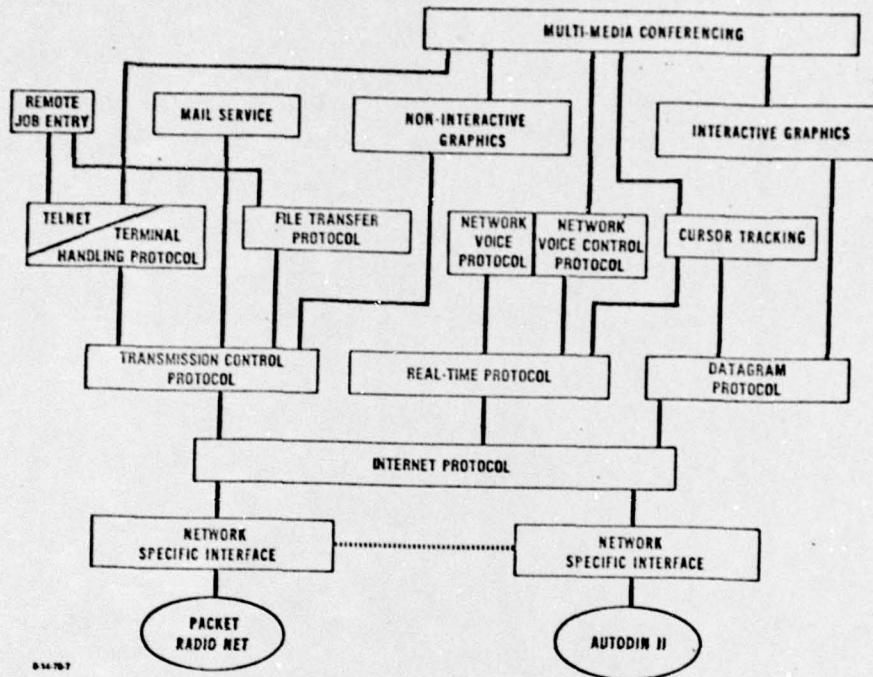 MULTI-MEDIA CONFERENCING
REMOTE
JOB ENTRY
MAIL SERVICE
NON-INTERACTIVE
GRAPHICS
INTERACTIVE GRAPHICS
TELNET
TERMINAL
HANDLING PROTOCOL
FILE TRANSFER
PROTOCOL
NETWORK
VOICE
PROTOCOL
NETWORK
VOICE CONTROL
PROTOCOL
CURSOR TRACKING
TRANSMISSION CONTROL
PROTOCOL
REAL-TIME PROTOCOL
DATAGRAM
PROTOCOL
INTERNET PROTOCOL
NETWORK
SPECIFIC INTERFACE
NETWORK
SPECIFIC INTERFACE
PACKET
RADIO NET
AUTODIN II